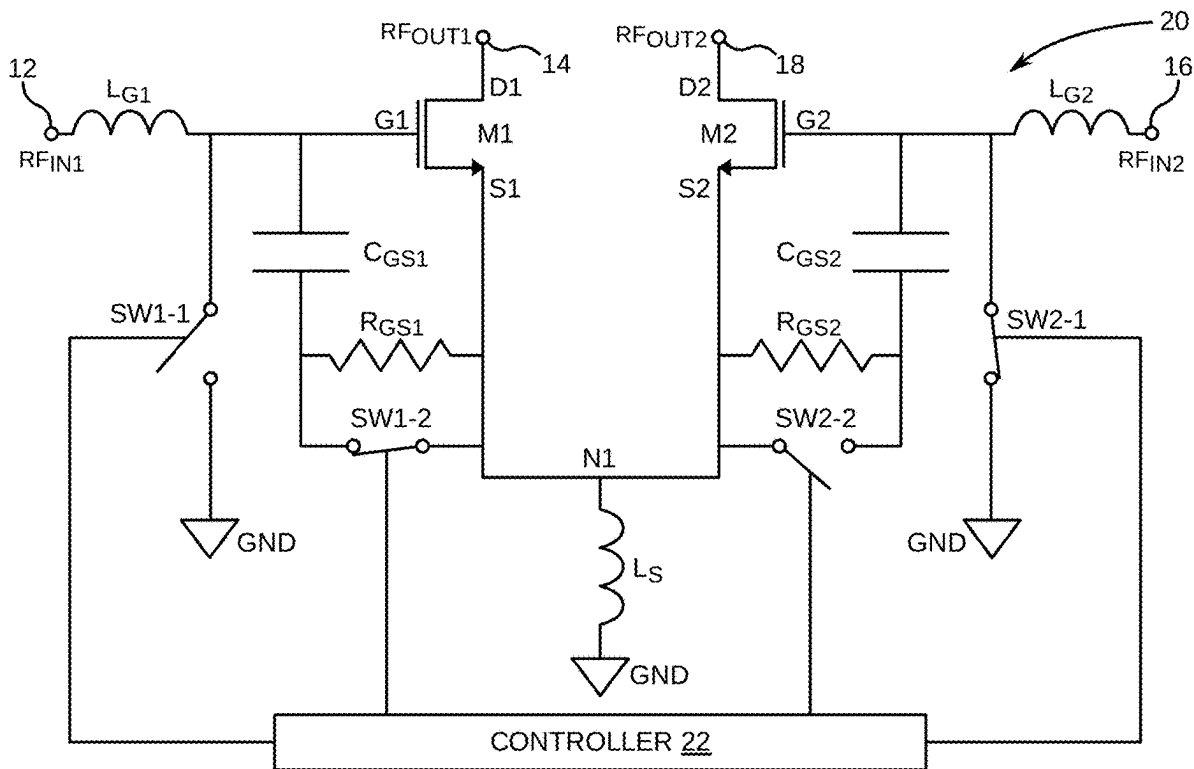 20
RFOUT1
RFOUT2
14
18
12
16
LG1
LG2
D1
D2
G1
M1
M2
G2
RFIN1
RFIN2
S1
S2
CGS1
CGS2
SW1-1
RGS1
RGS2
SW2-1
SW1-2
SW2-2
N1
GND
GND
LS
GND
CONTROLLER 22